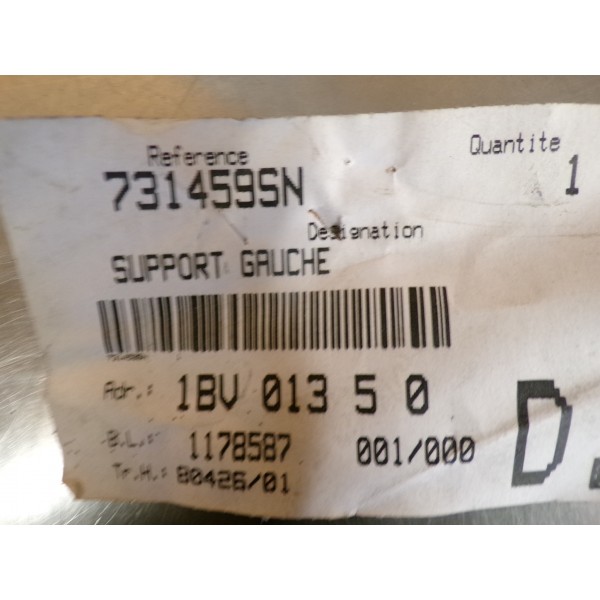 Reference
Quantite
731459SN
1
Designation
SUPPORT GAUCHE
Adr.: 1BV 013 5 0
B.L.: 1178587 001/000
Tr.H.: 80426/01
D.